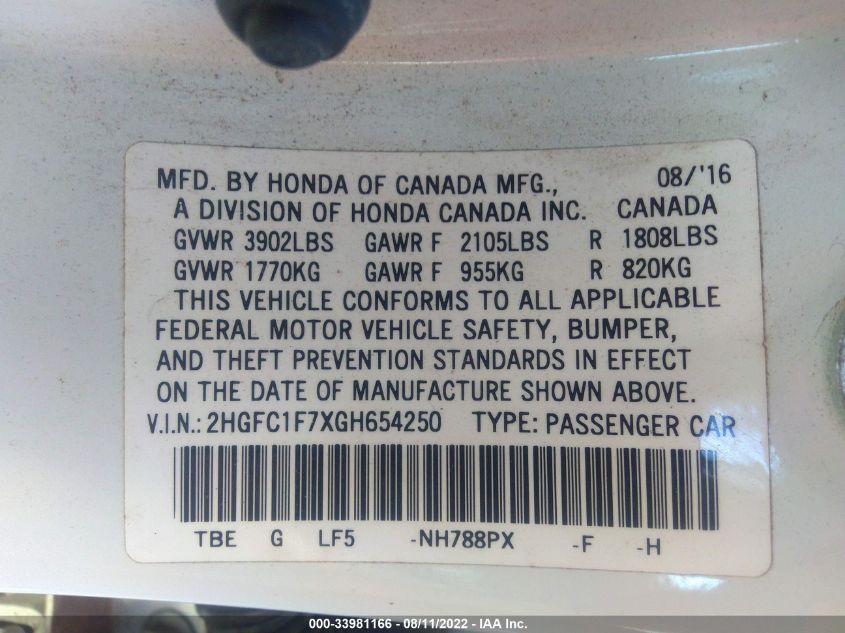 MFD. BY HONDA OF CANADA MFG., 08/'16
A DIVISION OF HONDA CANADA INC. CANADA
GVWR 3902LBS GAWR F 2105LBS R 1808LBS
GVWR 1770KG GAWR F 955KG R 820KG
THIS VEHICLE CONFORMS TO ALL APPLICABLE
FEDERAL MOTOR VEHICLE SAFETY, BUMPER,
AND THEFT PREVENTION STANDARDS IN EFFECT
ON THE DATE OF MANUFACTURE SHOWN ABOVE.
V.I.N.: 2HGFC1F7XGH654250 TYPE: PASSENGER CAR
TBE G LF5 -NH788PX -F -H
000-33981166 - 08/11/2022 - IAA Inc.